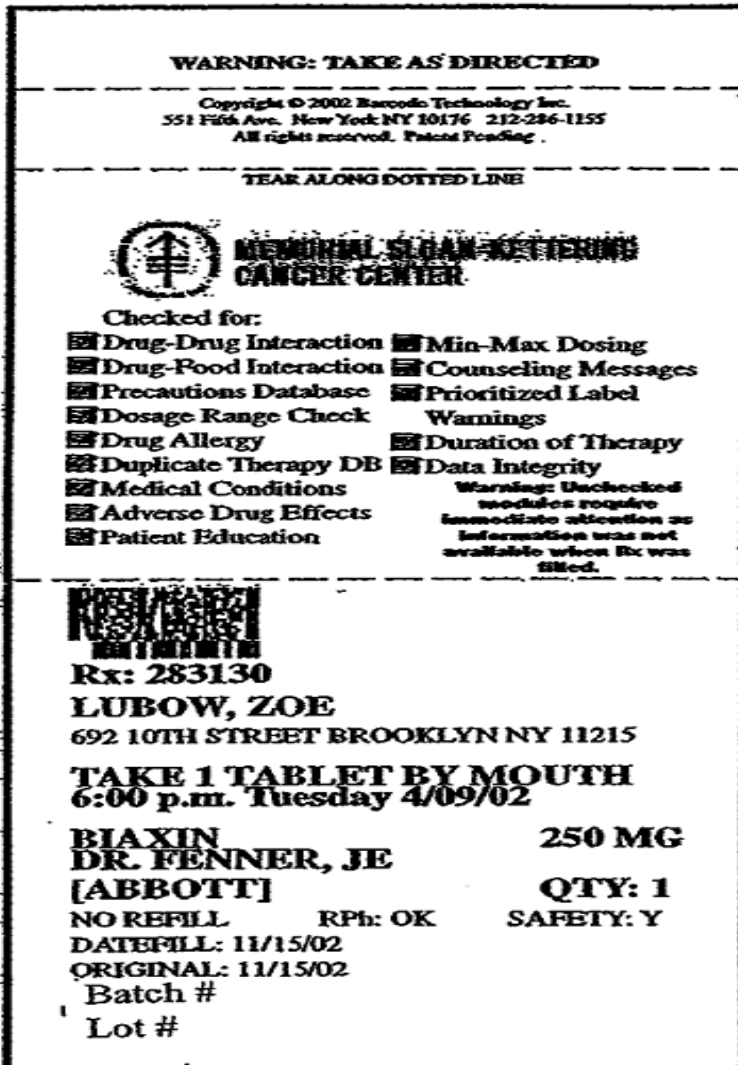 WARNING: TAKE AS DIRECTED
Copyright © 2002 Barcode Technology Inc.
551 Fifth Ave. New York NY 10176 212-286-1155
All rights reserved. Patent Pending .
TEAR ALONG DOTTED LINE
MEMORIAL SLOAN-KETTERING
CANCER CENTER
Checked for:
Drug-Drug Interaction
Drug-Food Interaction
Precautions Database
Dosage Range Check
Drug Allergy
Duplicate Therapy DB
Medical Conditions
Adverse Drug Effects
Patient Education
Min-Max Dosing
Counseling Messages
Prioritized Label
Warnings
Duration of Therapy
Data Integrity
Warning: Unchecked
modules require
immediate attention as
information was not
available when Rx was
filled.
Rx: 283130
LUBOW, ZOE
692 10TH STREET BROOKLYN NY 11215
TAKE 1 TABLET BY MOUTH
6:00 p.m. Tuesday 4/09/02
BIAXIN 250 MG
DR. FENNER, JE
[ABBOTT] QTY: 1
NO REFILL RPh: OK SAFETY: Y
DATEFILL: 11/15/02
ORIGINAL: 11/15/02
Batch #
Lot #